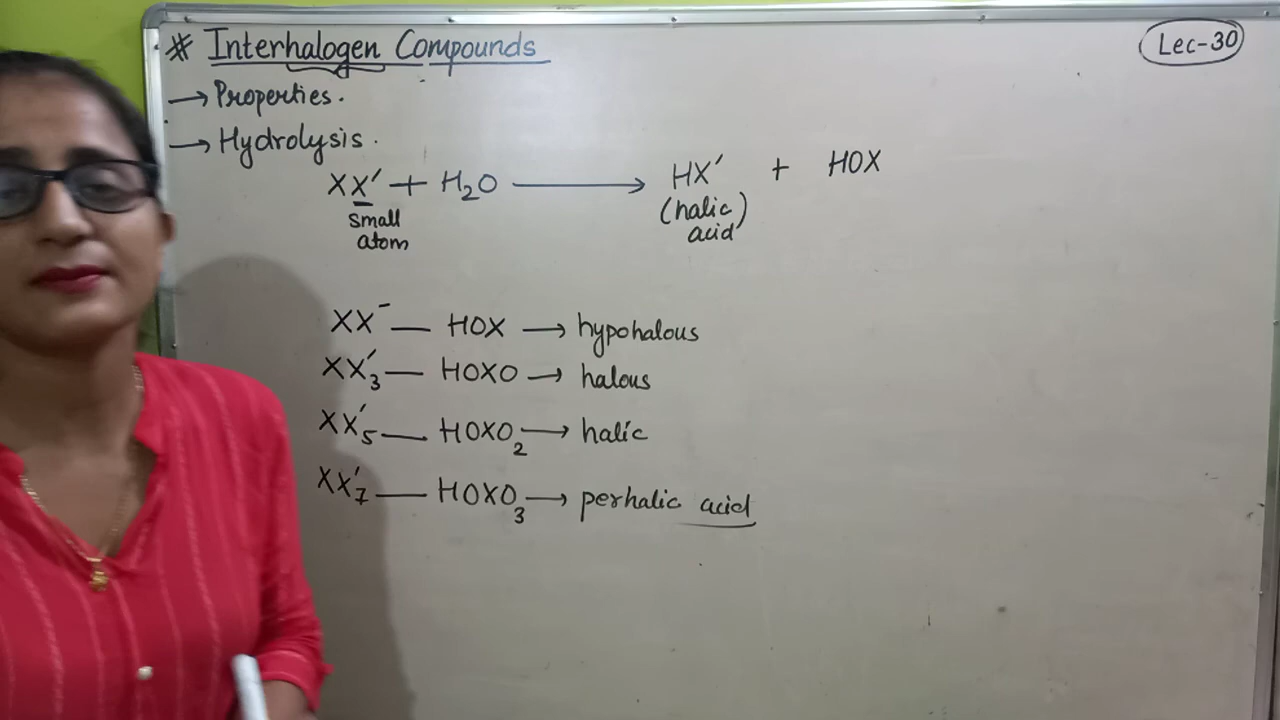 # Interhalogen Compounds
Lec-30
→ Properties.
→ Hydrolysis.
XX′ + H₂O ⟶ HX′ + HOX
small
atom
(halic)
acid
XX⁻ — HOX → hypohalous
XX′₃ — HOXO → halous
XX′₅ — HOXO₂ → halic
XX′₇ — HOXO₃ → perhalic acid